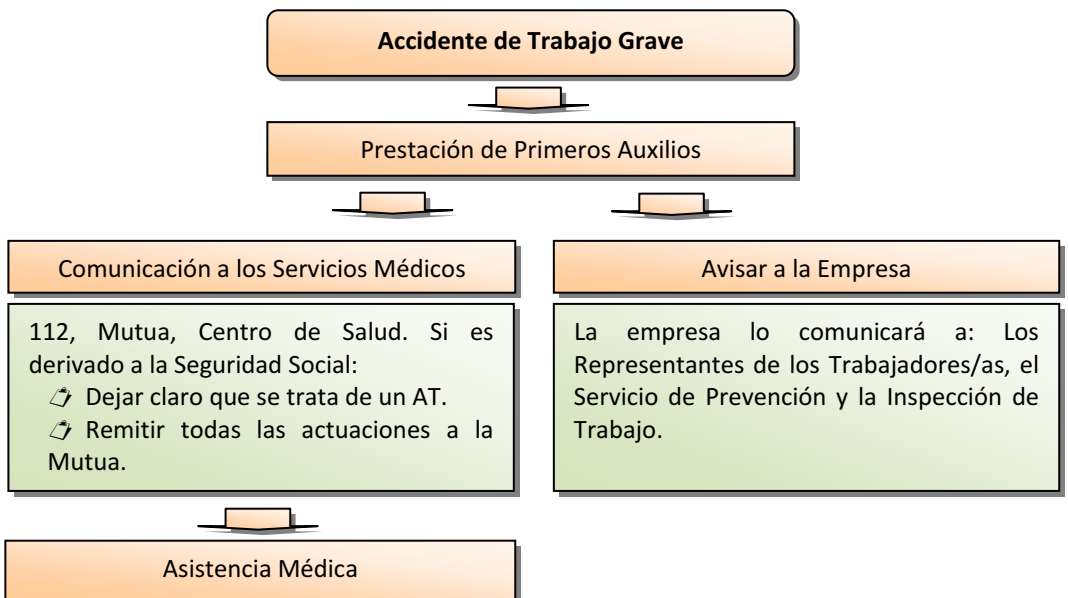 Accidente de Trabajo Grave
Prestación de Primeros Auxilios
Comunicación a los Servicios Médicos
112, Mutua, Centro de Salud. Si es
derivado a la Seguridad Social:
Dejar claro que se trata de un AT.
Remitir todas las actuaciones a la
Mutua.
Avisar a la Empresa
La empresa lo comunicará a: Los
Representantes de los Trabajadores/as, el
Servicio de Prevención y la Inspección de
Trabajo.
Asistencia Médica